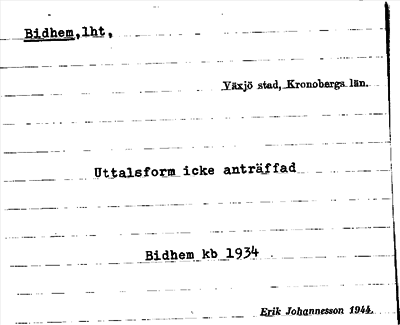 Bidhem, lht,
Växjö stad, Kronobergs län.
Uttalsform icke anträffad
Bidhem kb 1934
Erik Johannesson 1944.